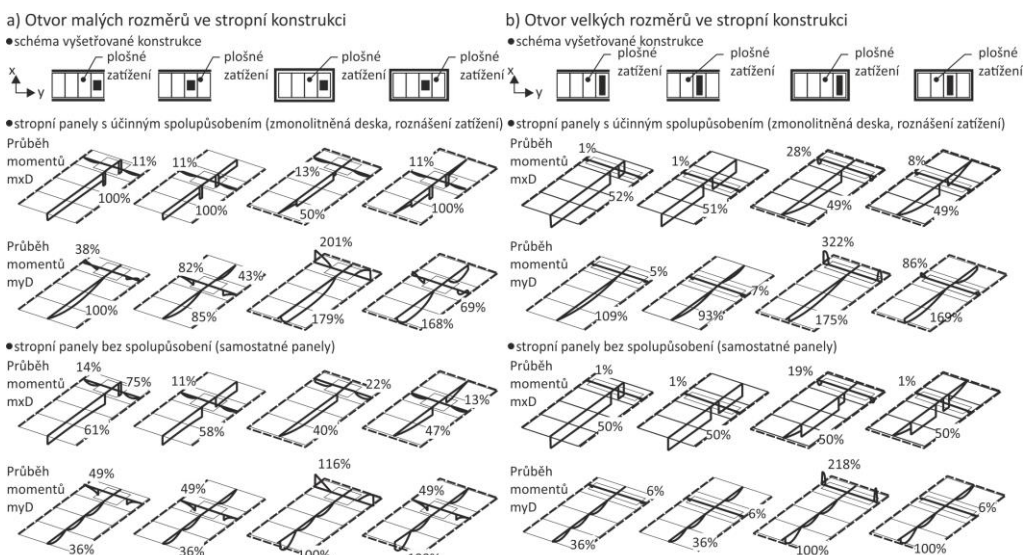 a) Otvor malých rozměrů ve stropní konstrukci
●schéma vyšetřované konstrukce
plošné zatížení
plošné zatížení
plošné zatížení
plošné zatížení
x
y
●stropní panely s účinným spolupůsobením (zmonolitněná deska, roznášení zatížení)
Průběh
momentů
mxD
11%
100%
11%
100%
13%
50%
11%
100%
Průběh
momentů
myD
38%
100%
82%
43%
85%
201%
179%
69%
168%
●stropní panely bez spolupůsobení (samostatné panely)
Průběh
momentů
mxD
14%
75%
61%
11%
58%
22%
40%
13%
47%
Průběh
momentů
myD
49%
36%
49%
36%
116%
100%
49%
100%
b) Otvor velkých rozměrů ve stropní konstrukci
●schéma vyšetřované konstrukce
plošné zatížení
plošné zatížení
plošné zatížení
plošné zatížení
x
y
●stropní panely s účinným spolupůsobením (zmonolitněná deska, roznášení zatížení)
Průběh
momentů
mxD
1%
52%
1%
51%
28%
49%
8%
49%
Průběh
momentů
myD
5%
109%
7%
93%
322%
175%
86%
169%
●stropní panely bez spolupůsobení (samostatné panely)
Průběh
momentů
mxD
1%
50%
1%
50%
19%
50%
1%
50%
Průběh
momentů
myD
6%
36%
6%
36%
218%
100%
6%
100%